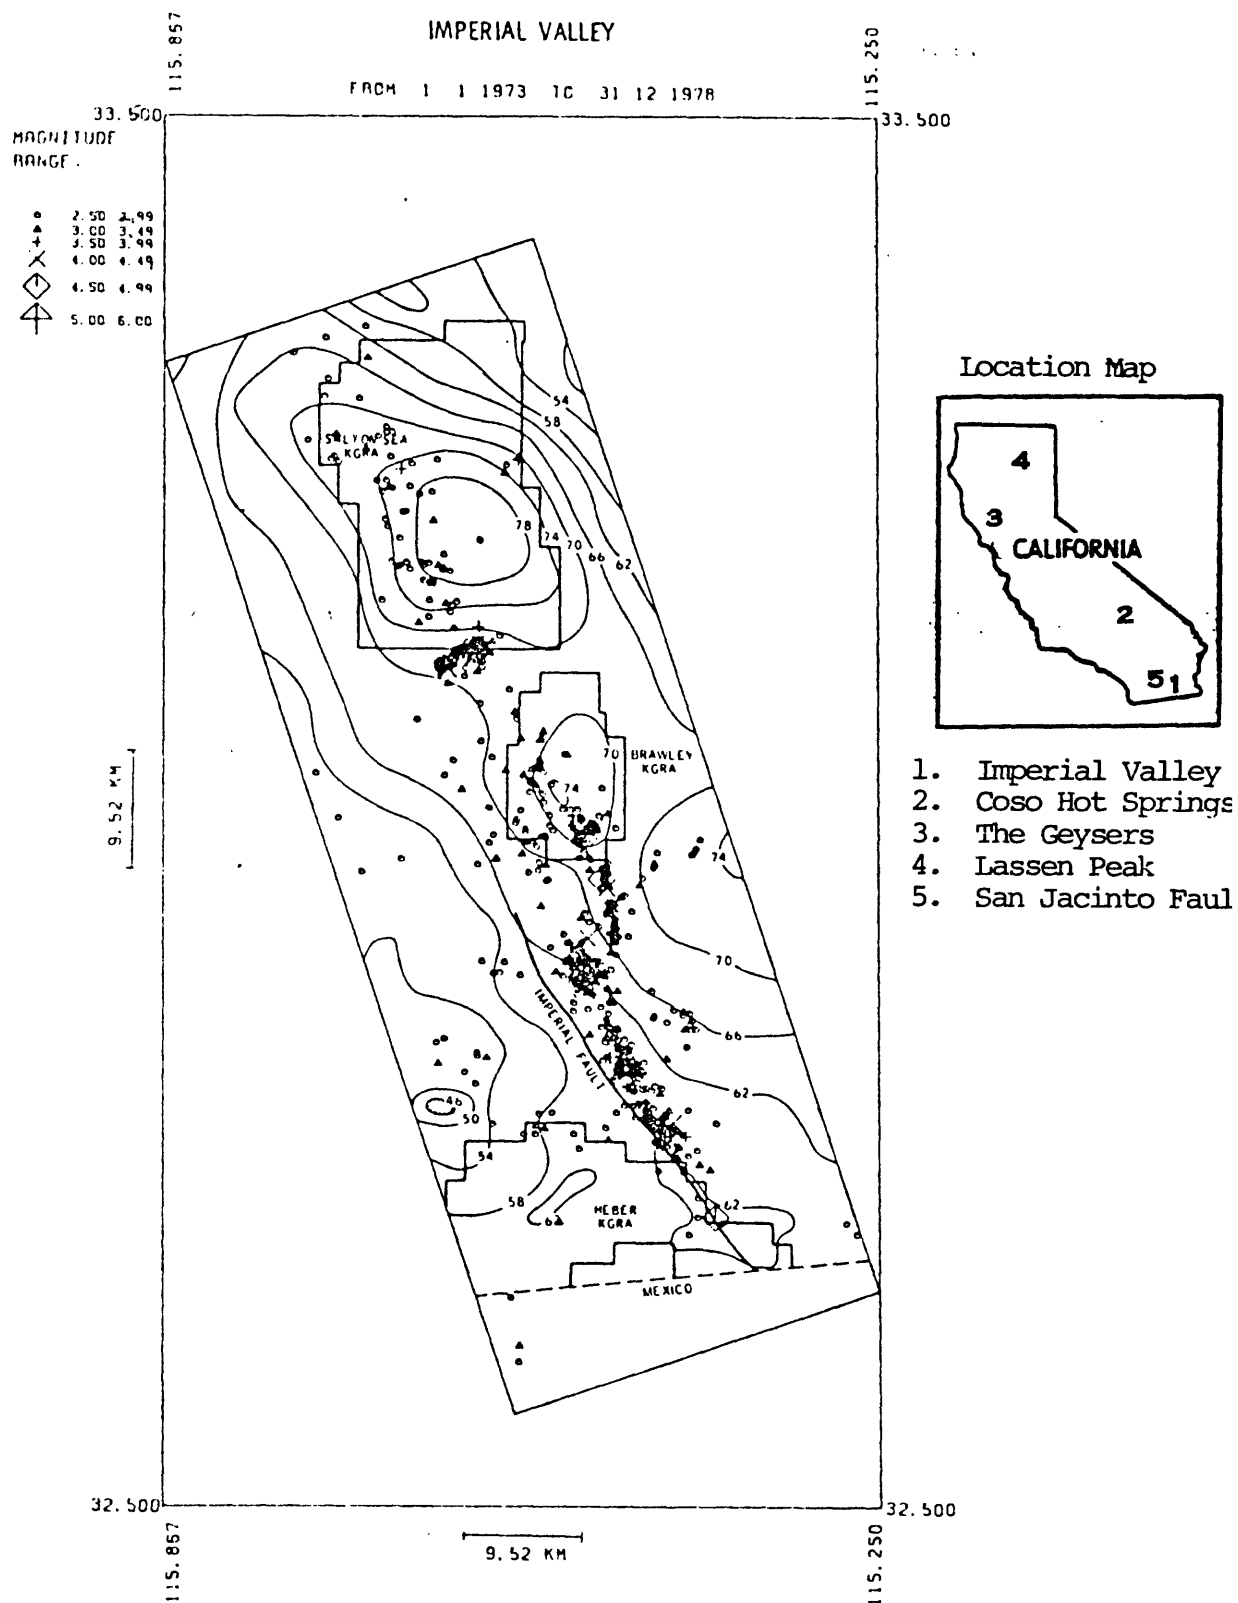 IMPERIAL VALLEY
FROM 1 1 1973 TO 31 12 1978
115.867
115.250
33.500
33.500
MAGNITUDE
RANGE.
2.50 2.99
3.00 3.49
3.50 3.99
4.00 4.49
4.50 4.99
5.00 6.00
54
58
SALTON SEA
KGRA
78
74
70
66
62
70
BRAWLEY
KGRA
74
74
70
IMPERIAL FAULT
66
62
46
50
54
58
62
HEBER
KGRA
62
MEXICO
9.52 KM
32.500
32.500
9.52 KM
115.867
115.250
Location Map
4
3
CALIFORNIA
2
5 1
1. Imperial Valley
2. Coso Hot Springs
3. The Geysers
4. Lassen Peak
5. San Jacinto Faul